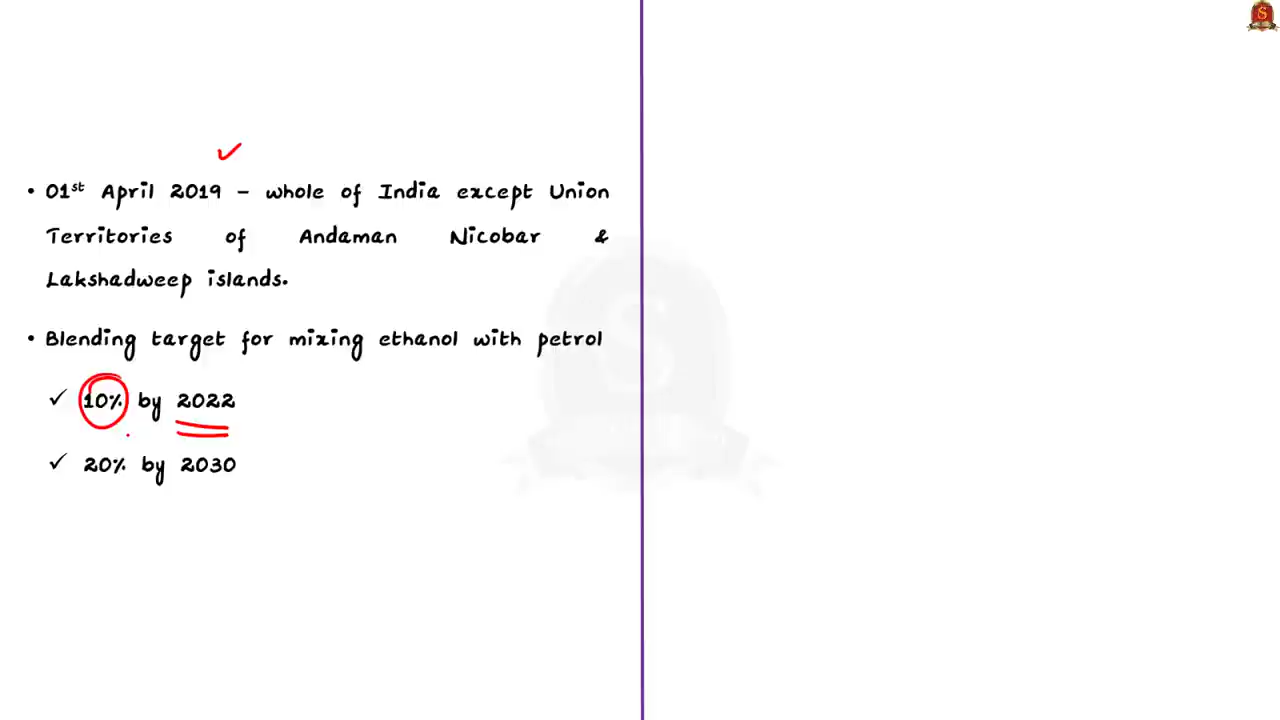 • 01st April 2019 – whole of India except Union
Territories of Andaman Nicobar &
Lakshadweep islands.
• Blending target for mixing ethanol with petrol
✓ 10% by 2022
✓ 20% by 2030
S
S